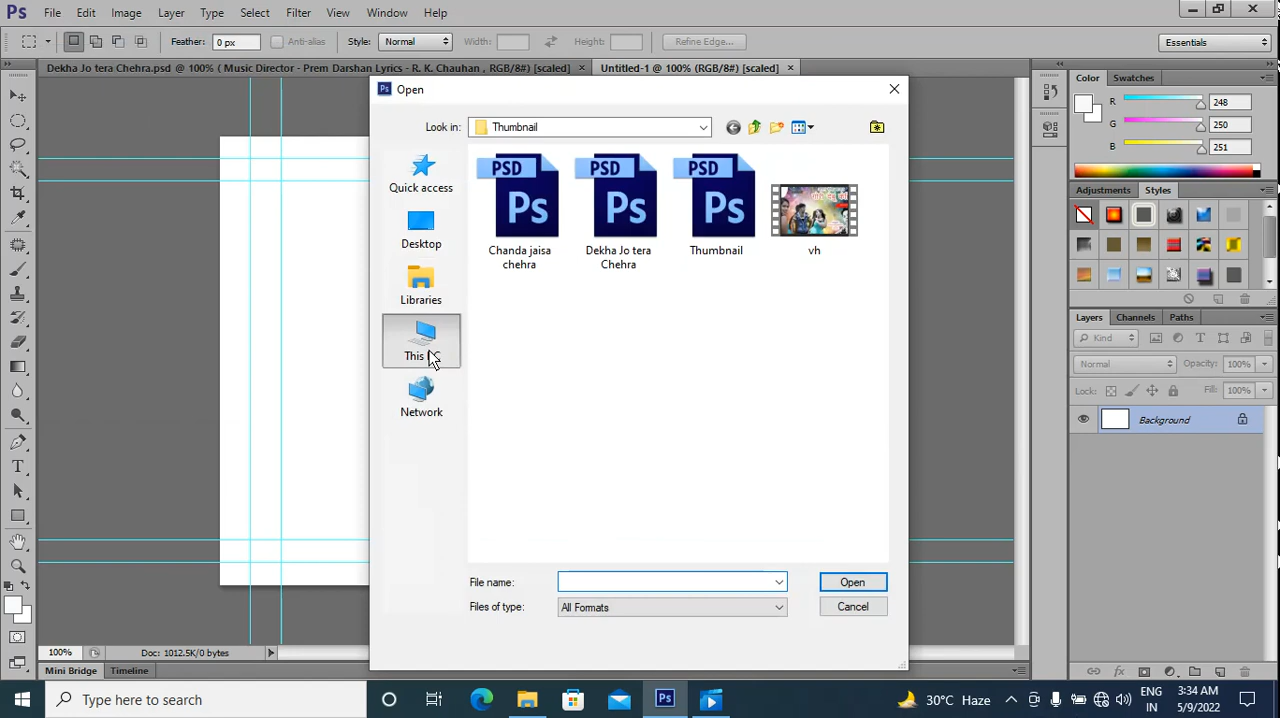 Ps File Edit Image Layer Type Select Filter View Window Help
Feather: 0 px Anti-alias Style: Normal Width: Height: Refine Edge... Essentials
Dekha Jo tera Chehra.psd @ 100% ( Music Director - Prem Darshan Lyrics - R. K. Chauhan , RGB/8#) [scaled] × Untitled-1 @ 100% (RGB/8#) [scaled] ×
Ps Open
Look in: Thumbnail
Quick access
Desktop
Libraries
This
Network
PSD Ps
Chanda jaisa
chehra
PSD Ps
Dekha Jo tera
Chehra
PSD Ps
Thumbnail
vh
File name: Open
Files of type: All Formats Cancel
Color Swatches
R 248
G 250
B 251
Adjustments Styles
Layers Channels Paths
Kind
Normal Opacity: 100%
Lock: Fill: 100%
Background
100% Doc: 1012.5K/0 bytes
Mini Bridge Timeline
Type here to search
Ps
30°C Haze
ENG
IN
3:34 AM
5/9/2022